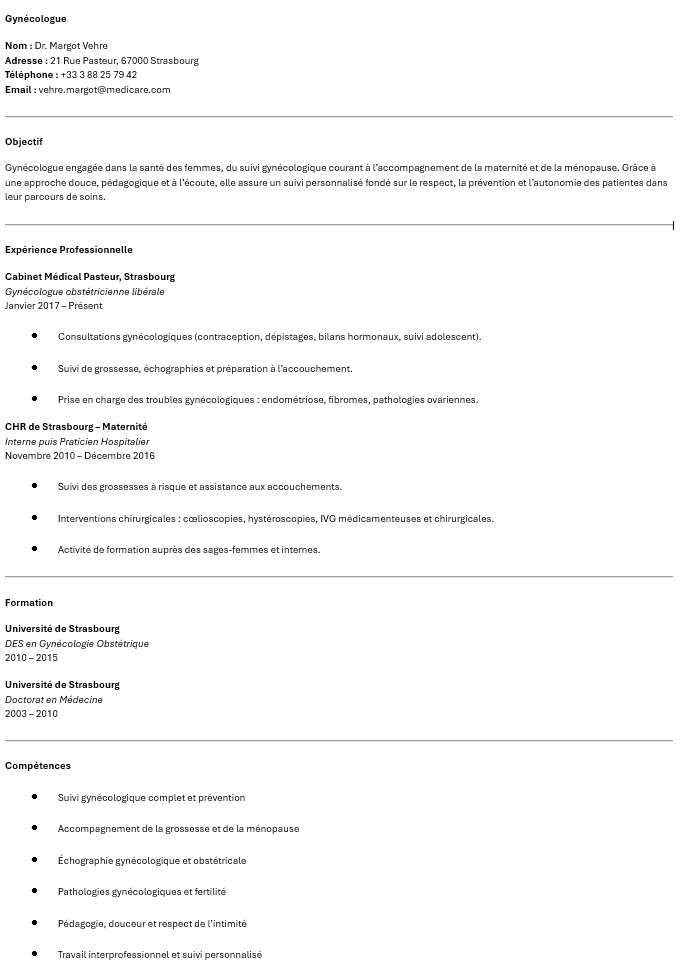 Gynécologue
Nom : Dr. Margot Vehre
Adresse : 21 Rue Pasteur, 67000 Strasbourg
Téléphone : +33 3 88 25 79 42
Email : vehre.margot@medicare.com
Objectif
Gynécologue engagée dans la santé des femmes, du suivi gynécologique courant à l’accompagnement de la maternité et de la ménopause. Grâce à
une approche douce, pédagogique et à l’écoute, elle assure un suivi personnalisé fondé sur le respect, la prévention et l’autonomie des patientes dans
leur parcours de soins.
Expérience Professionnelle
Cabinet Médical Pasteur, Strasbourg
Gynécologue obstétricienne libérale
Janvier 2017 – Présent
• Consultations gynécologiques (contraception, dépistages, bilans hormonaux, suivi adolescent).
• Suivi de grossesse, échographies et préparation à l’accouchement.
• Prise en charge des troubles gynécologiques : endométriose, fibromes, pathologies ovariennes.
CHR de Strasbourg – Maternité
Interne puis Praticien Hospitalier
Novembre 2010 – Décembre 2016
• Suivi des grossesses à risque et assistance aux accouchements.
• Interventions chirurgicales : cœlioscopies, hystéroscopies, IVG médicamenteuses et chirurgicales.
• Activité de formation auprès des sages-femmes et internes.
Formation
Université de Strasbourg
DES en Gynécologie Obstétrique
2010 – 2015
Université de Strasbourg
Doctorat en Médecine
2003 – 2010
Compétences
• Suivi gynécologique complet et prévention
• Accompagnement de la grossesse et de la ménopause
• Échographie gynécologique et obstétricale
• Pathologies gynécologiques et fertilité
• Pédagogie, douceur et respect de l’intimité
• Travail interprofessionnel et suivi personnalisé